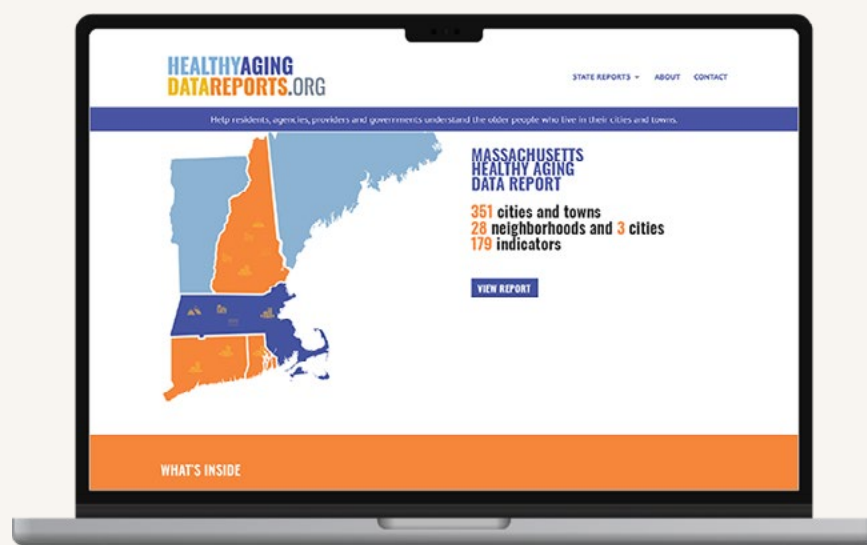 HEALTHYAGING
DATAREPORTS.ORG
STATE REPORTS ABOUT CONTACT
Help residents, agencies, providers and governments understand the older people who live in their cities and towns.
MASSACHUSETTS
HEALTHY AGING
DATA REPORT
351 cities and towns
28 neighborhoods and 3 cities
179 indicators
VIEW REPORT
WHAT'S INSIDE